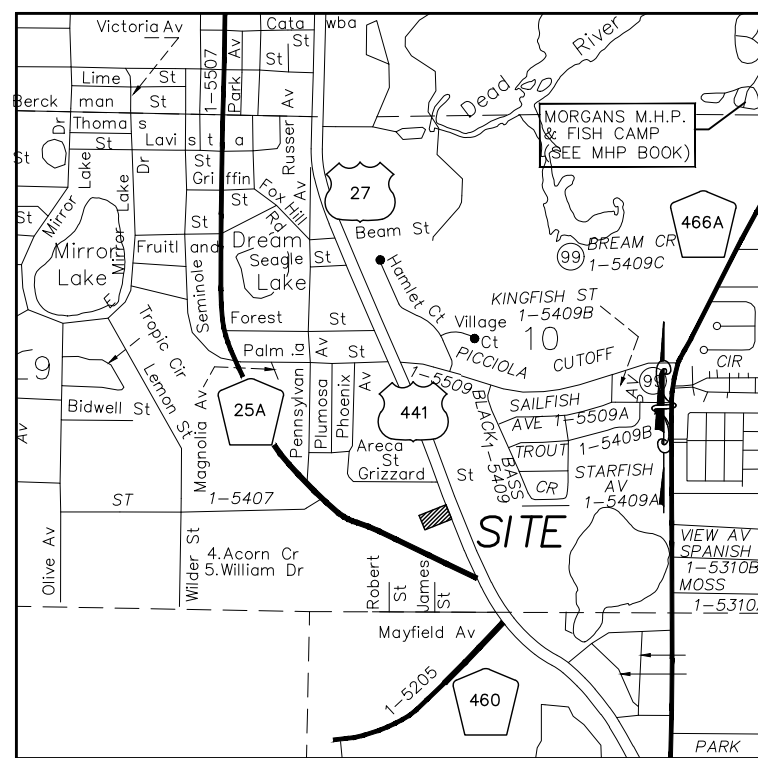 Victoria Av
Cata wba
St
St
Park Av
1-5507
River
Dead
Lime St
Berck man St
Thoma s
St
Lavi s t a
Dr
St
St
Gri ffin
St
Russer Av
Av
Fox Hill
Rd
MORGANS M.H.P.
& FISH CAMP
(SEE MHP BOOK)
27
466A
Mirror Lake
Mirror Lake
Dr
E
St
St
Beam St
Mirror
Lake
Fruitl and
Dream
Lake
Seagle St
Seminole
Hamlet Ct
99
BREAM CR
1-5409C
KINGFISH ST
1-5409B
Village
Ct
10
Forest St
Palm ia St
Av
PICCIOLA
CUTOFF
99
CIR
Tropic Cir
Lemon St
9
Bidwell St
Magnolia Av
25A
Pennsylvan
Plumosa
Phoenix
Av
441
1-5509
SAILFISH
AVE 1-5509A
AV
BLACK
BASS
1-5409
TROUT
1-5409B
CR
STARFISH
AV
1-5409A
Areca
St
Grizzard St
Av
ST
1-5407
SITE
Olive Av
Wilder St
4.Acorn Cr
5.William Dr
Robert
St
James
St
VIEW AV
SPANISH
1-5310B
MOSS
1-5310
Mayfield Av
1-5205
460
PARK